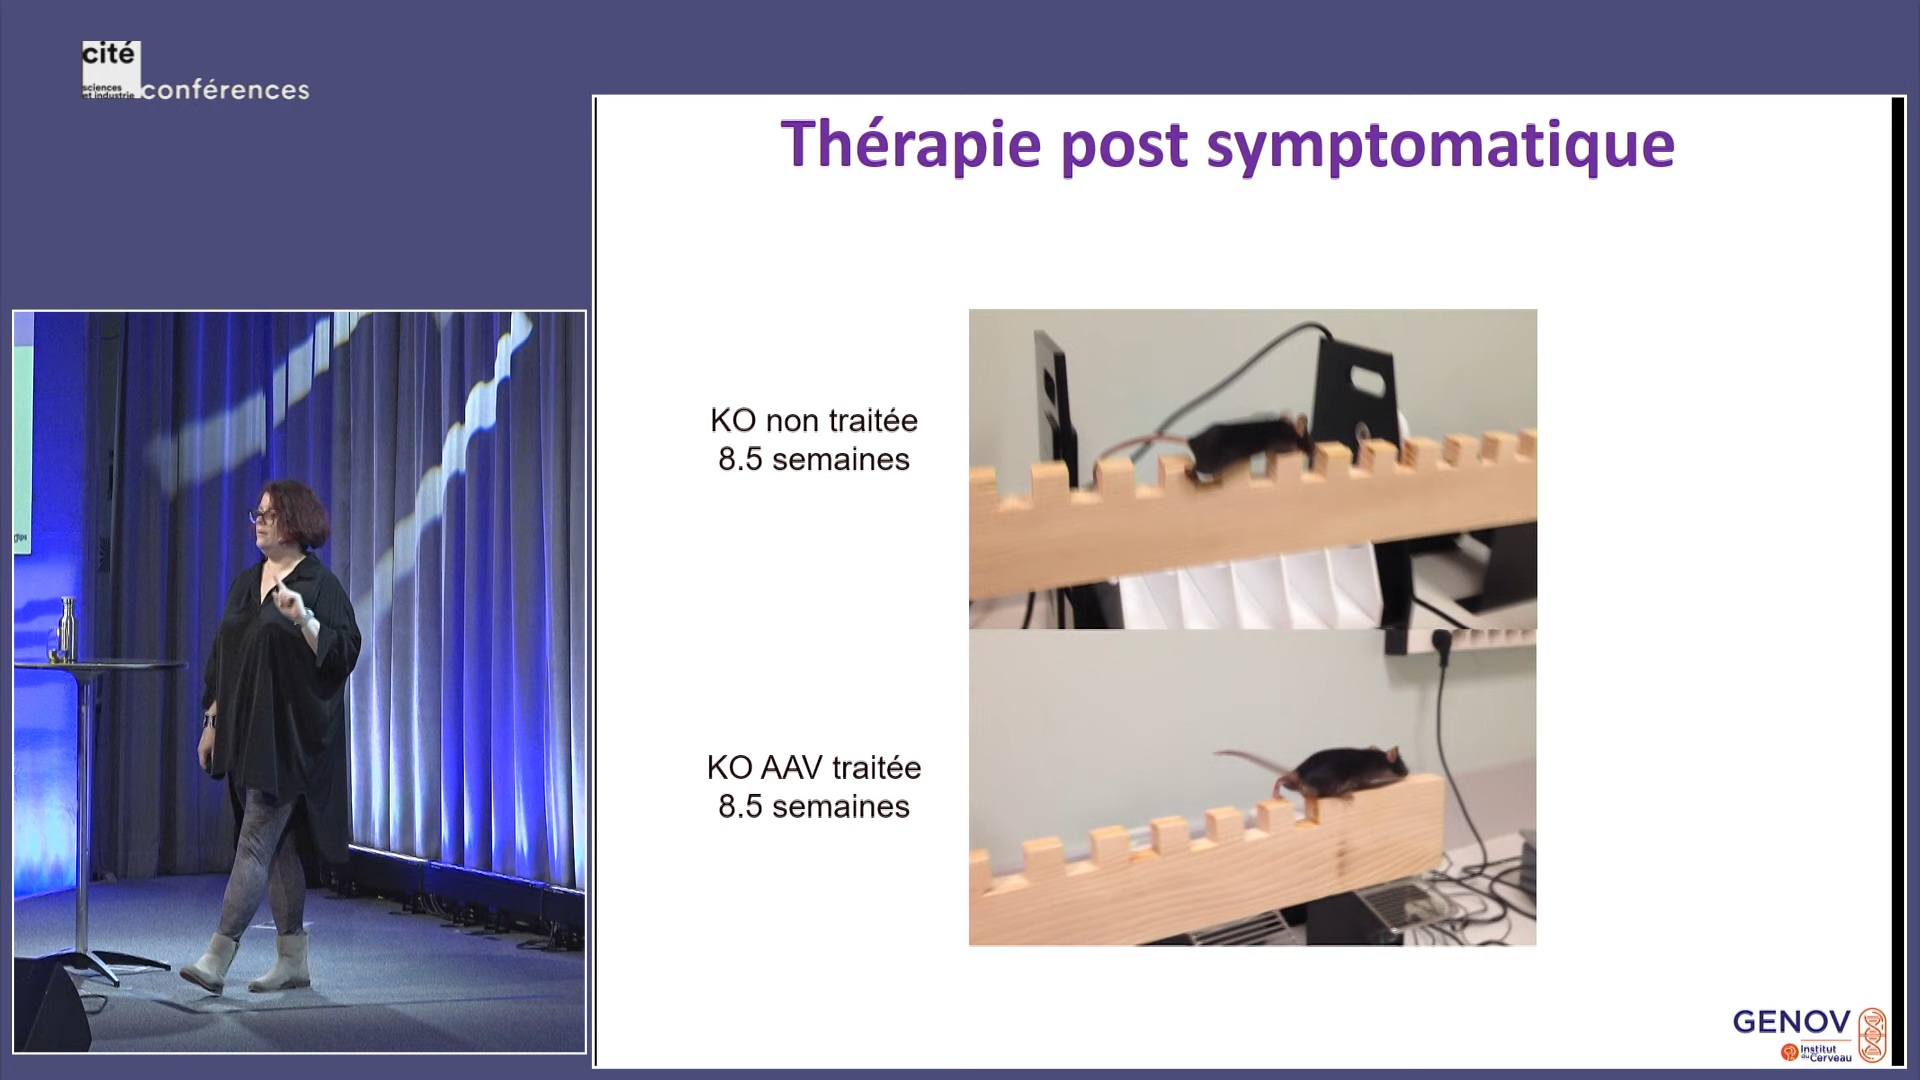 cité
sciences
et industrie
conférences
Thérapie post symptomatique
KO non traitée
8.5 semaines
KO AAV traitée
8.5 semaines
GENOV
Institut
du Cerveau